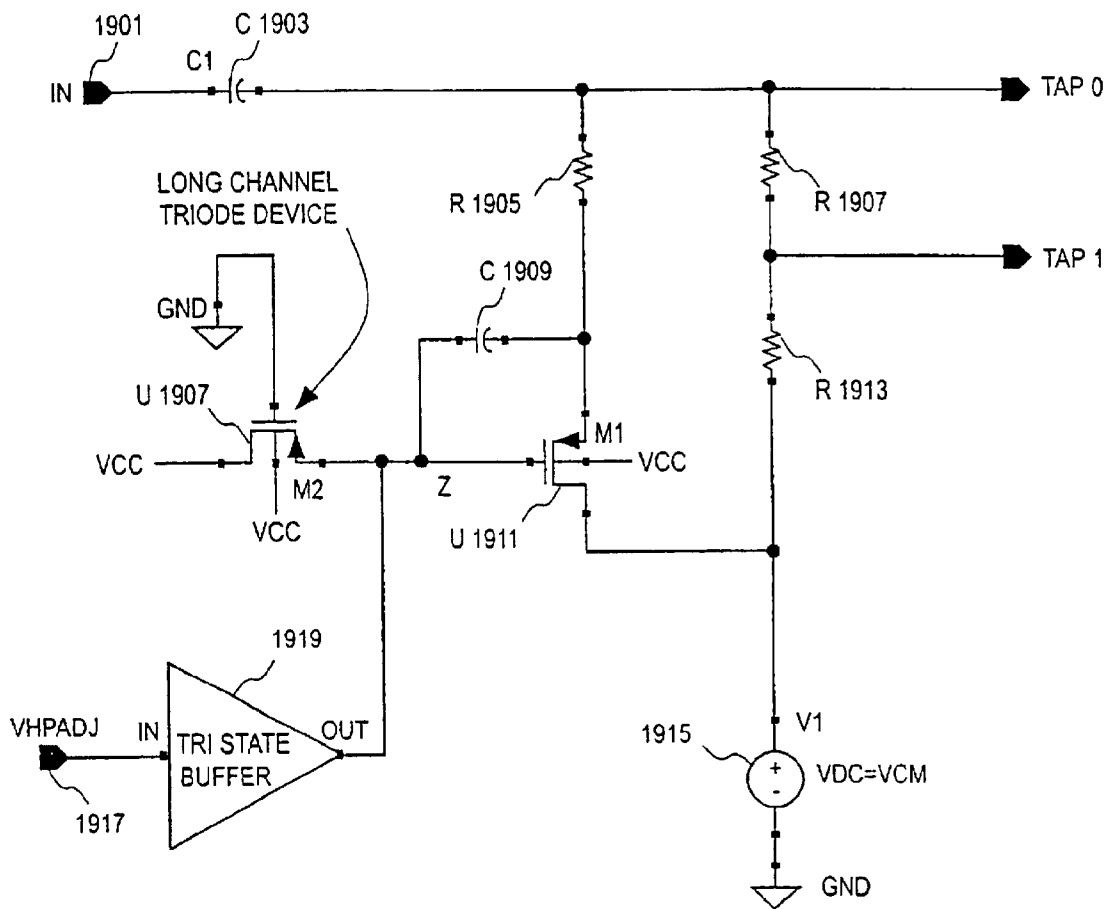 1901
C 1903
C1
IN
TAP 0
LONG CHANNEL
TRIODE DEVICE
R 1905
R 1907
TAP 1
C 1909
GND
R 1913
U 1907
M1
VCC
VCC
M2
Z
VCC
U 1911
1919
VHPADJ
IN
OUT
TRI STATE
BUFFER
1917
V1
1915
+
-
VDC=VCM
GND